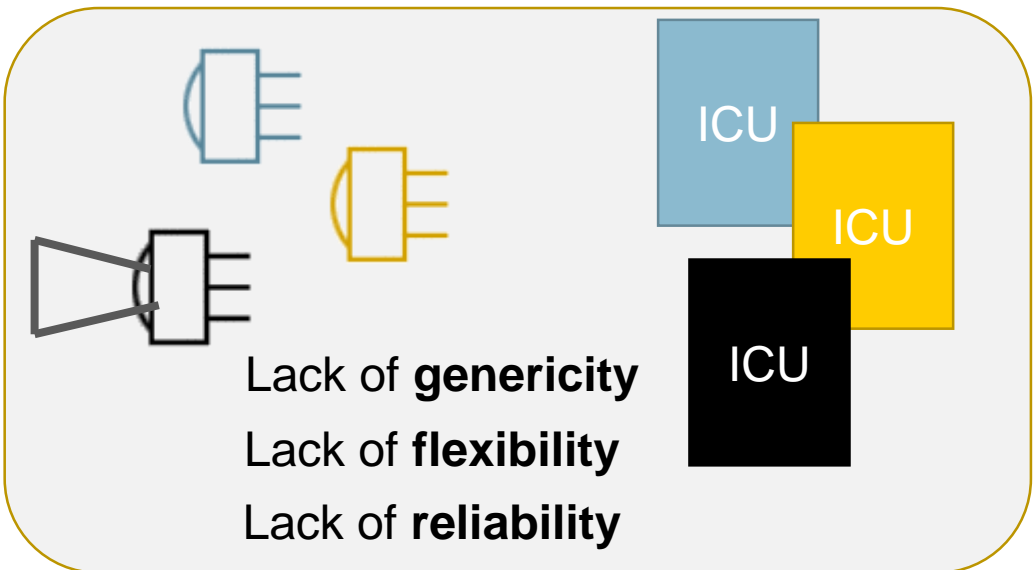 ICU
ICU
ICU
Lack of genericity
Lack of flexibility
Lack of reliability